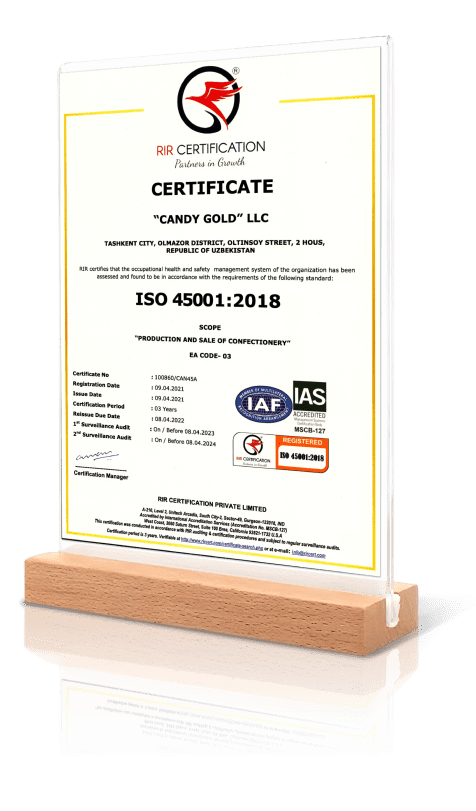 ®
RIR CERTIFICATION
Partners in Growth
CERTIFICATE
"CANDY GOLD" LLC
TASHKENT CITY, OLMAZOR DISTRICT, OLTINSOY STREET, 2 HOUS,
REPUBLIC OF UZBEKISTAN
RIR certifies that the occupational health and safety management system of the organization has been
assessed and found to be in accordance with the requirements of the following standard:
ISO 45001:2018
SCOPE
"PRODUCTION AND SALE OF CONFECTIONERY"
EA CODE- 03
Certificate No : 100860/CAN45A
Registration Date : 09.04.2021
Issue Date : 09.04.2021
Certification Period : 03 Years
Reissue Due Date : 08.04.2022
1st Surveillance Audit : On / Before 08.04.2023
2nd Surveillance Audit : On / Before 08.04.2024
Certification Manager
MEMBER OF MULTILATERAL
IAF
RECOGNITION ARRANGEMENT
IAS
ACCREDITED
Management Systems
Certification Body
MSCB-127
RIR CERTIFICATION
Partners in Growth
REGISTERED
ISO 45001:2018
RIR CERTIFICATION PRIVATE LIMITED
A-310, Level 3, Unitech Arcadia, South City-2, Sector-49, Gurgaon-122018, IND
Accredited by International Accreditation Services (Accreditation No. MSCB-127)
West Coast, 3060 Saturn Street, Suite 100 Brea, California 92821-1732 U.S.A
This certification was conducted in accordance with RIR auditing & certification procedures and subject to regular surveillance audits.
Certification period is 3 years. Verifiable at http://www.rircert.com/certificate-search.php or at e-mail: info@rircert.com